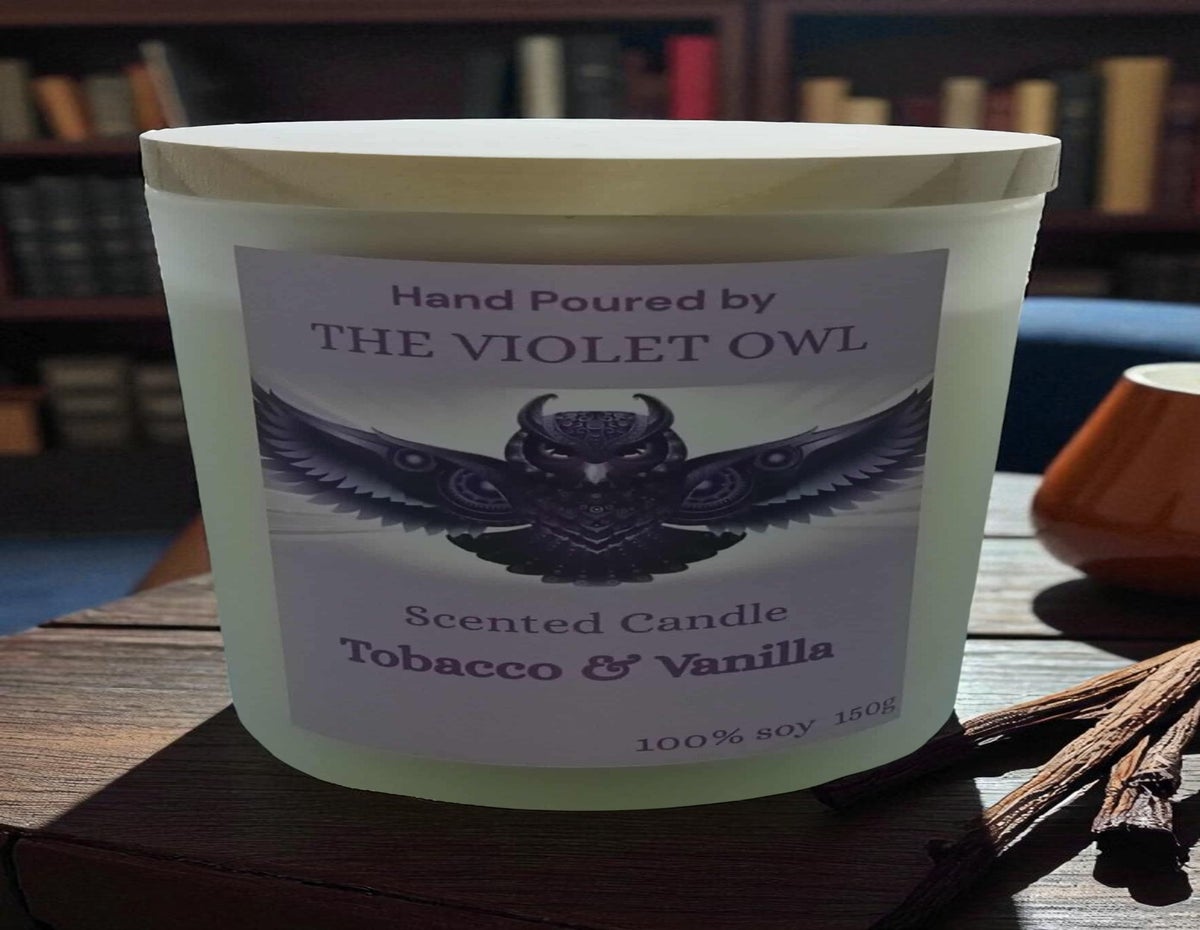 Hand Poured by
THE VIOLET OWL
Scented Candle
Tobacco & Vanilla
100% soy 150g